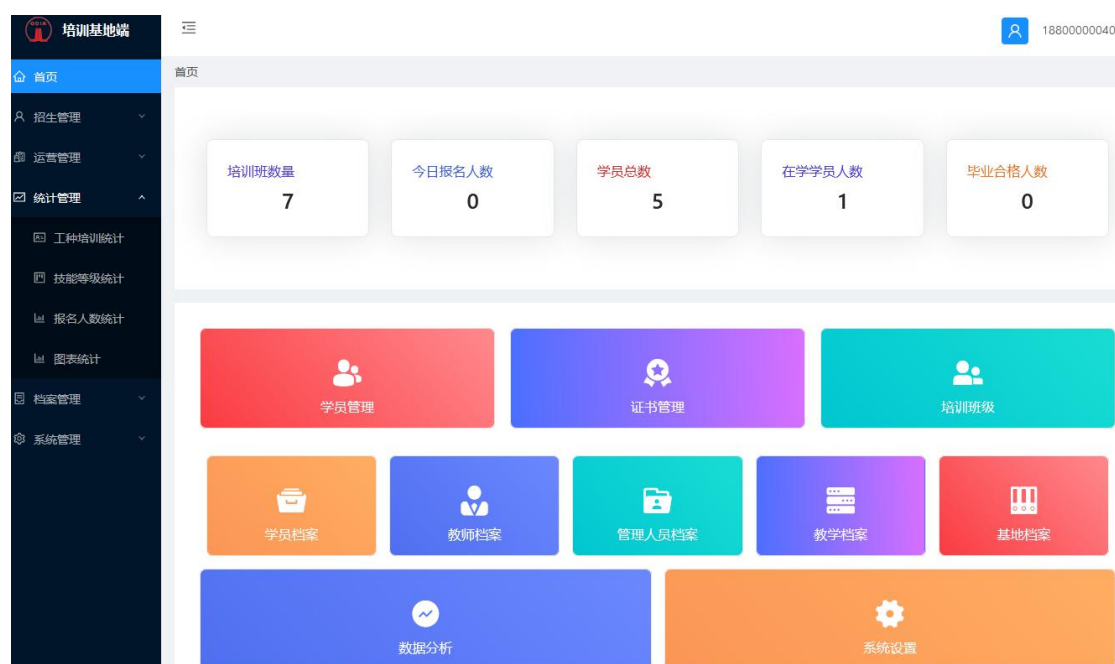 培训基地端
18800000040
首页
首页
招生管理
运营管理
统计管理
工种培训统计
技能等级统计
报名人数统计
图表统计
档案管理
系统管理
培训班数量
7
今日报名人数
0
学员总数
5
在学学员人数
1
毕业合格人数
0
学员管理
证书管理
培训班级
学员档案
教师档案
管理人员档案
教学档案
基地档案
数据分析
系统设置